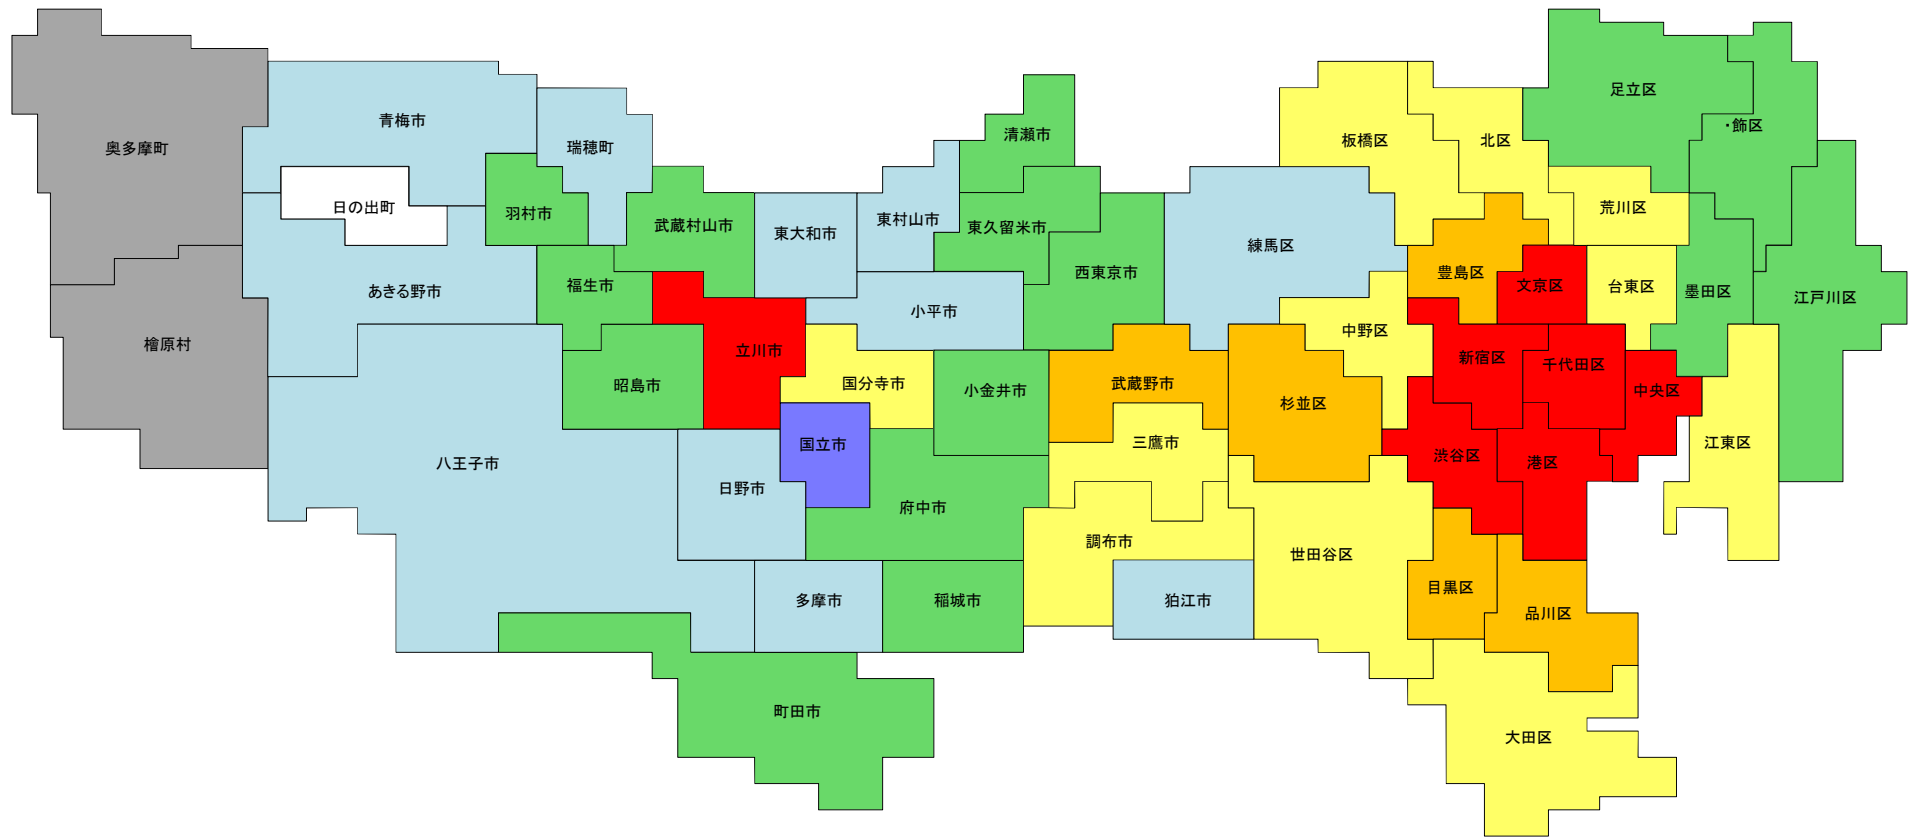 足立区
青梅市
・飾区
清瀬市
板橋区
北区
奥多摩町
瑞穂町
日の出町
羽村市
荒川区
武蔵村山市
東大和市
東村山市
東久留米市
練馬区
西東京市
豊島区
あきる野市
福生市
文京区
台東区
墨田区
江戸川区
小平市
中野区
檜原村
立川市
新宿区
千代田区
昭島市
国分寺市
小金井市
武蔵野市
杉並区
中央区
国立市
三鷹市
江東区
八王子市
渋谷区
港区
日野市
府中市
調布市
世田谷区
目黒区
多摩市
稲城市
狛江市
品川区
町田市
大田区